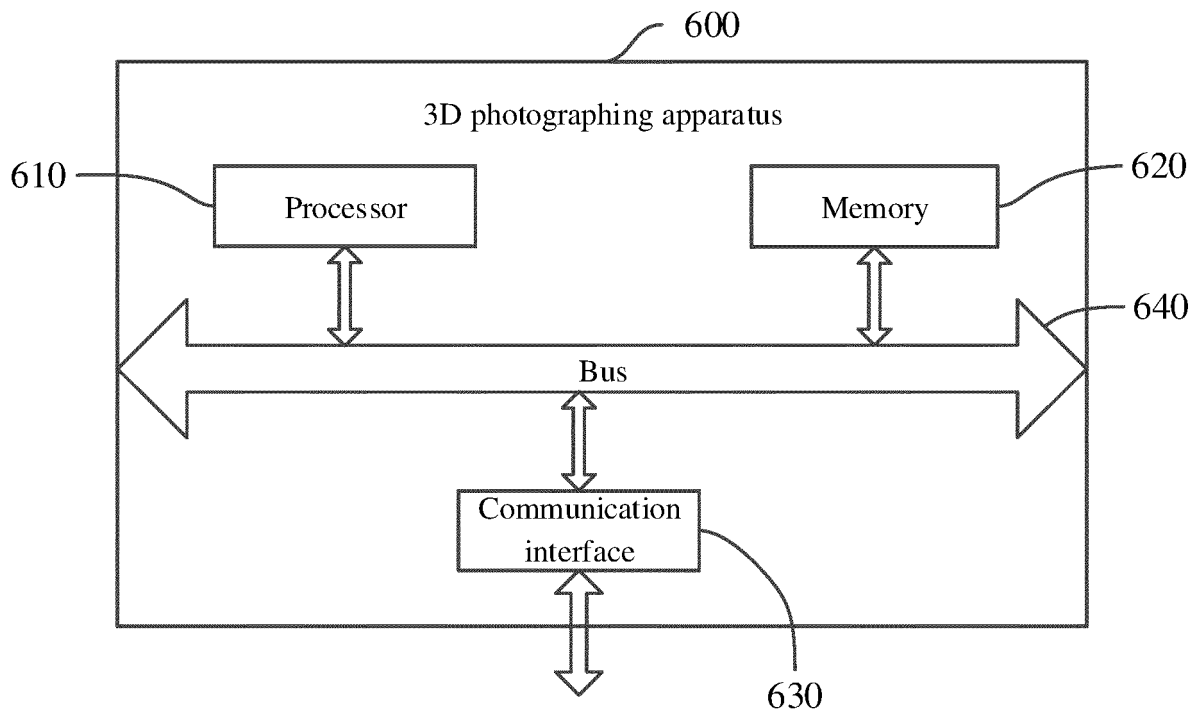 600
3D photographing apparatus
610
Processor
620
Memory
640
Bus
Communication
interface
630